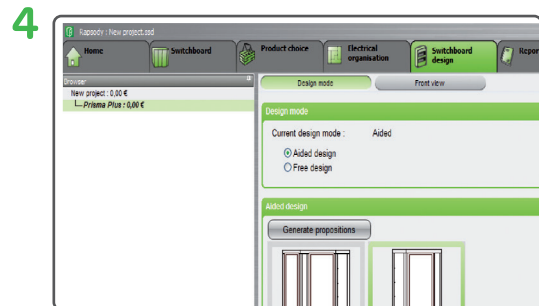 4
Rapsody : New project.ssd
Home
Switchboard
Product choice
Electrical
organisation
Switchboard
design
Repor
Browser
New project : 0,00 €
Prisma Plus : 0,00 €
Design mode
Front view
Design mode
Current design mode :
Aided
Aided design
Free design
Aided design
Generate propositions